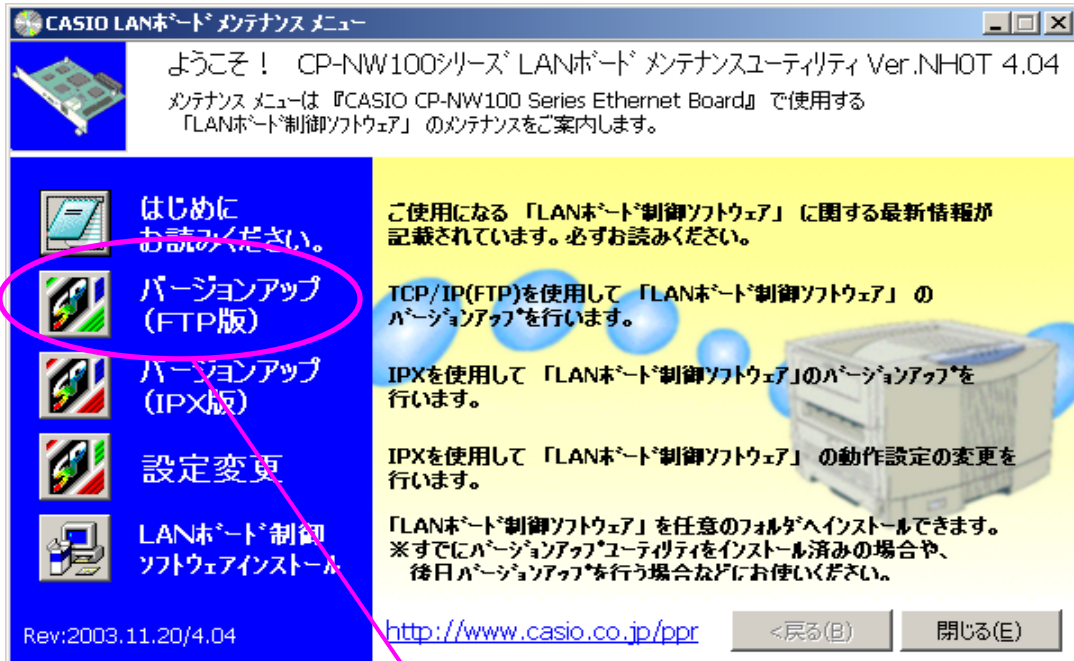 CASIO LANﾎﾞｰﾄﾞ ﾒﾝﾃﾅﾝｽ ﾒﾆｭｰ
ようこそ！ CP-NW100ｼﾘｰｽﾞ LANﾎﾞｰﾄﾞ ﾒﾝﾃﾅﾝｽﾕｰﾃｨﾘﾃｨ Ver.NH0T 4.04
ﾒﾝﾃﾅﾝｽ ﾒﾆｭｰは 『CASIO CP-NW100 Series Ethernet Board』 で使用する
「LANﾎﾞｰﾄﾞ制御ｿﾌﾄｳｪｱ」 のﾒﾝﾃﾅﾝｽをご案内します。
はじめに
お読みください。
ご使用になる 「LANﾎﾞｰﾄﾞ制御ｿﾌﾄｳｪｱ」 に関する最新情報が
記載されています。必ずお読みください。
バージョンアップ
（FTP版）
TCP/IP(FTP)を使用して 「LANﾎﾞｰﾄﾞ制御ｿﾌﾄｳｪｱ」 の
ﾊﾞｰｼﾞｮﾝｱｯﾌﾟを行います。
バージョンアップ
（IPX版）
IPXを使用して 「LANﾎﾞｰﾄﾞ制御ｿﾌﾄｳｪｱ」のﾊﾞｰｼﾞｮﾝｱｯﾌﾟを
行います。
設定変更
IPXを使用して 「LANﾎﾞｰﾄﾞ制御ｿﾌﾄｳｪｱ」 の動作設定の変更を
行います。
LANﾎﾞｰﾄﾞ制御
ｿﾌﾄｳｪｱｲﾝｽﾄｰﾙ
「LANﾎﾞｰﾄﾞ制御ｿﾌﾄｳｪｱ」を任意のﾌｫﾙﾀﾞへｲﾝｽﾄｰﾙできます。
※すでにﾊﾞｰｼﾞｮﾝｱｯﾌﾟﾕｰﾃｨﾘﾃｨをｲﾝｽﾄｰﾙ済みの場合や、
後日ﾊﾞｰｼﾞｮﾝｱｯﾌﾟを行う場合などにお使いください。
Rev:2003.11.20/4.04
http://www.casio.co.jp/ppr
<戻る(B)
閉じる(E)